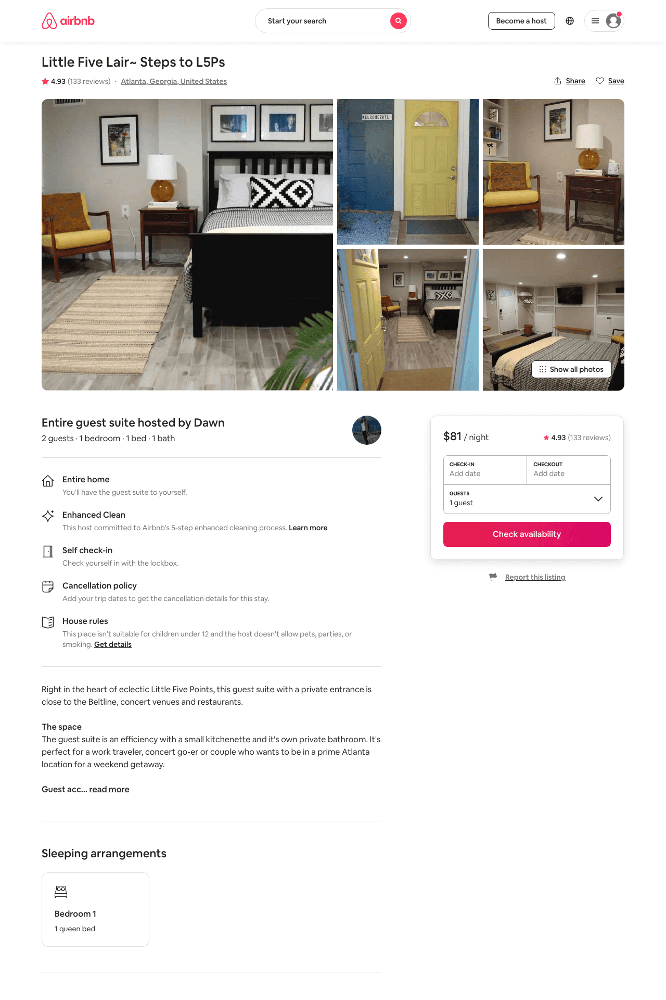 airbnb
Start your search
Become a host
Little Five Lair~ Steps to L5Ps
4.93 (133 reviews) · Atlanta, Georgia, United States
Share
Save
WELCOME2ATL
Show all photos
Entire guest suite hosted by Dawn
2 guests · 1 bedroom · 1 bed · 1 bath
Entire home
You’ll have the guest suite to yourself.
Enhanced Clean
This host committed to Airbnb's 5-step enhanced cleaning process. Learn more
Self check-in
Check yourself in with the lockbox.
Cancellation policy
Add your trip dates to get the cancellation details for this stay.
House rules
This place isn’t suitable for children under 12 and the host doesn’t allow pets, parties, or
smoking. Get details
Right in the heart of eclectic Little Five Points, this guest suite with a private entrance is
close to the Beltline, concert venues and restaurants.
The space
The guest suite is an efficiency with a small kitchenette and it's own private bathroom. It's
perfect for a work traveler, concert go-er or couple who wants to be in a prime Atlanta
location for a weekend getaway.
Guest acc... read more
Sleeping arrangements
Bedroom 1
1 queen bed
$81 / night
4.93 (133 reviews)
CHECK-IN
Add date
CHECKOUT
Add date
GUESTS
1 guest
Check availability
Report this listing